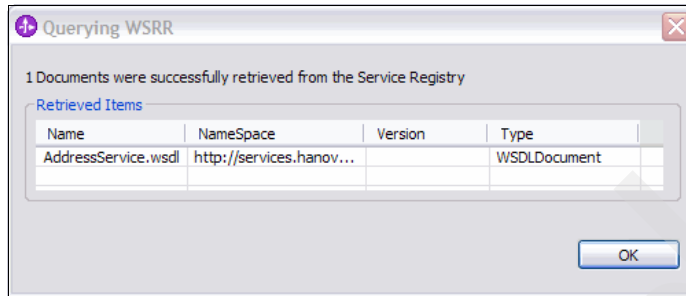 Querying WSRR
1 Documents were successfully retrieved from the Service Registry
Retrieved Items
Name NameSpace Version Type
AddressService.wsdl http://services.hanov... WSDLDocument
OK